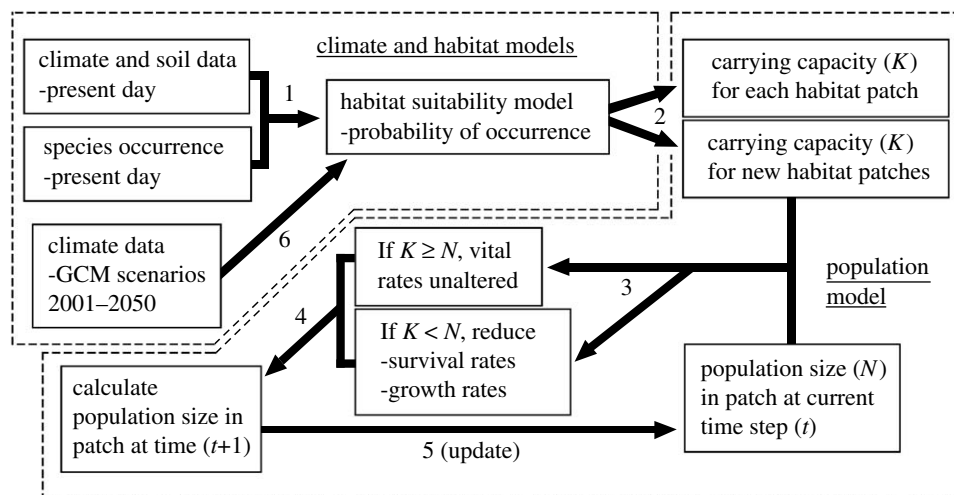 climate and habitat models
climate and soil data
-present day
species occurrence
-present day
1
habitat suitability model
-probability of occurrence
2
carrying capacity (K)
for each habitat patch
carrying capacity (K)
for new habitat patches
climate data
-GCM scenarios
2001–2050
6
If K ≥ N, vital
rates unaltered
3
population
model
4
If K < N, reduce
-survival rates
-growth rates
calculate
population size in
patch at time (t+1)
5 (update)
population size (N)
in patch at current
time step (t)